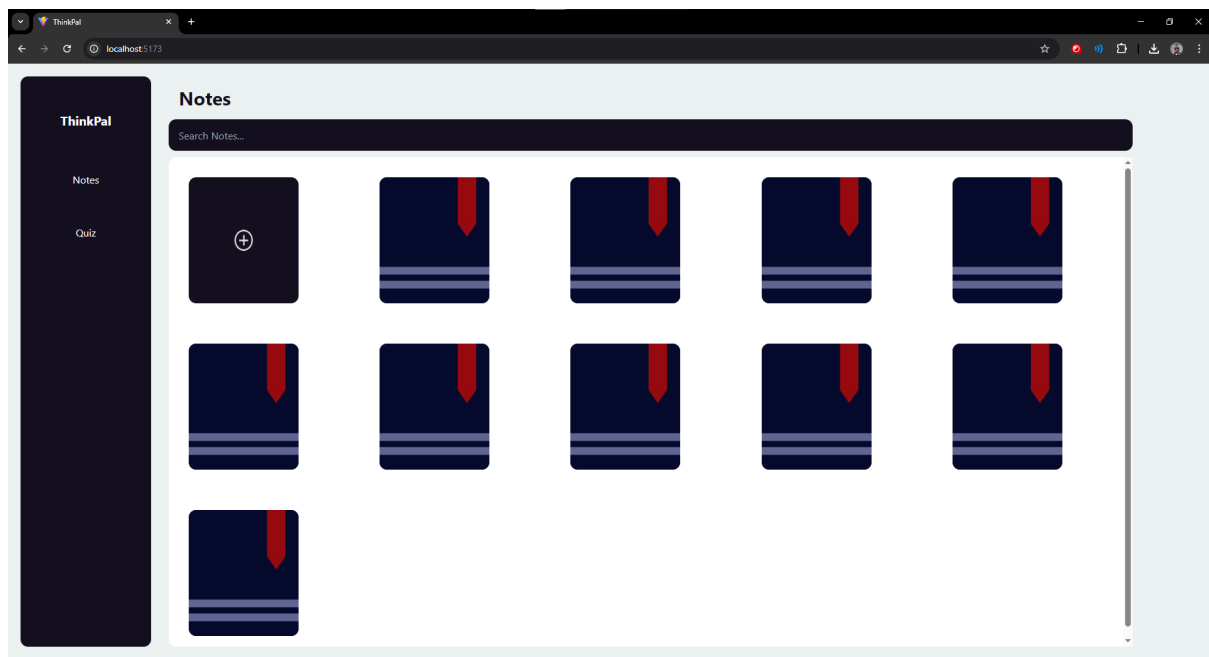 ThinkPal
localhost:5173
ThinkPal
Notes
Quiz
Notes
Search Notes...